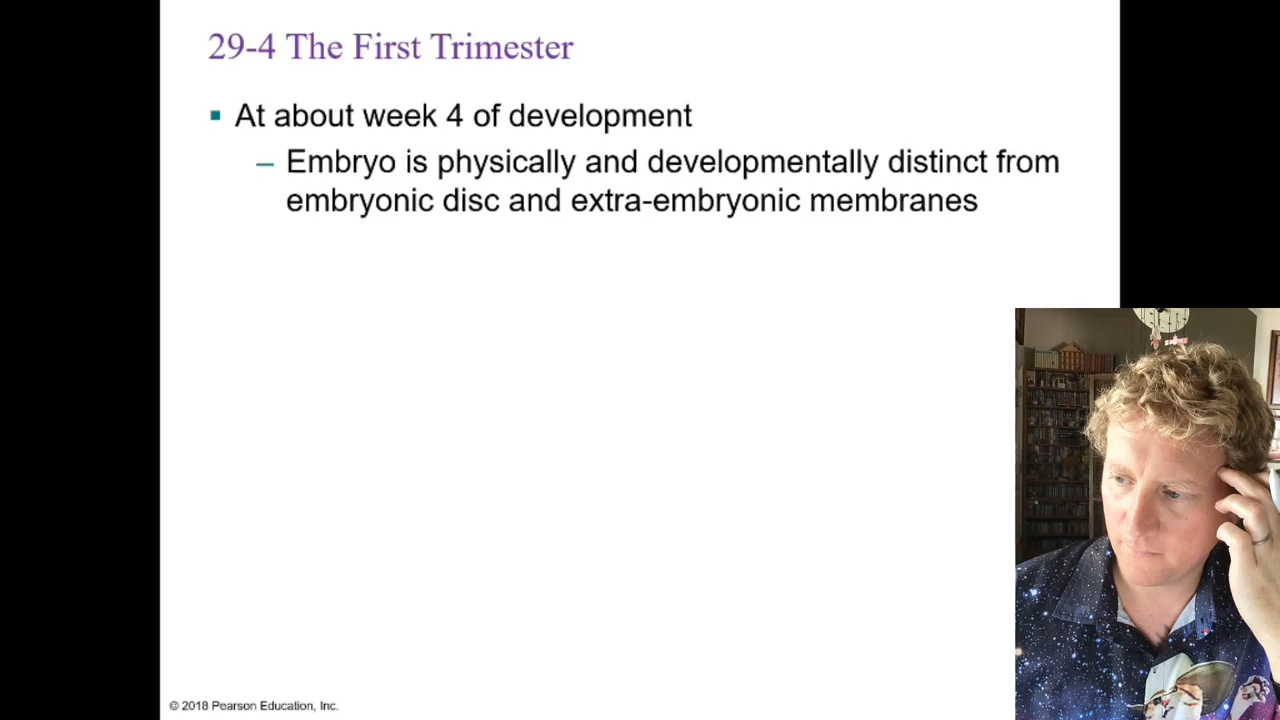 29-4 The First Trimester
▪ At about week 4 of development
– Embryo is physically and developmentally distinct from
embryonic disc and extra-embryonic membranes
© 2018 Pearson Education, Inc.